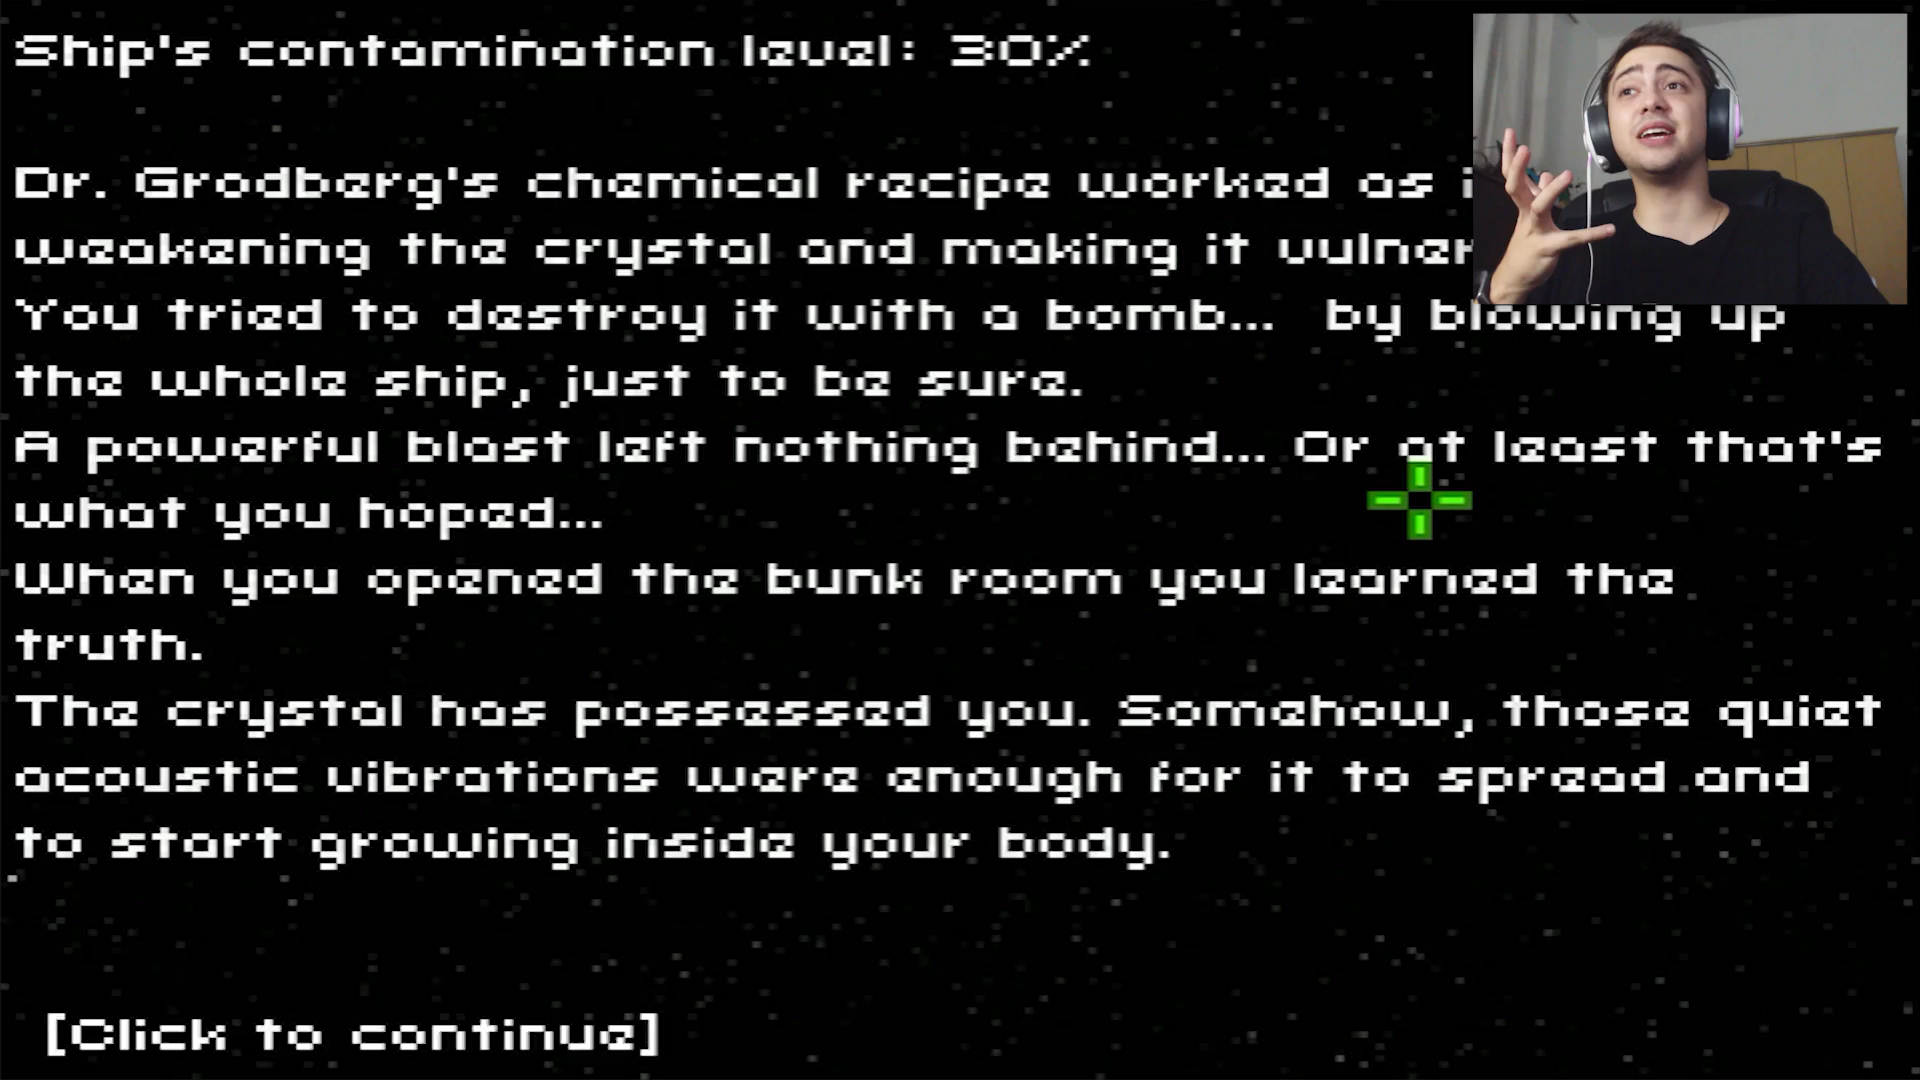 Ship's contamination level: 30%
Dr. Grodberg's chemical recipe worked as
weakening the crystal and making it
You tried to destroy it with a bomb... by blowing up
the whole ship, just to be sure.
A powerful blast left nothing behind... Or at least that's
what you hoped...
When you opened the bunk room you learned the
truth.
The crystal has possessed you. Somehow, those quiet
acoustic vibrations were enough for it to spread and
to start growing inside your body.
[Click to continue]